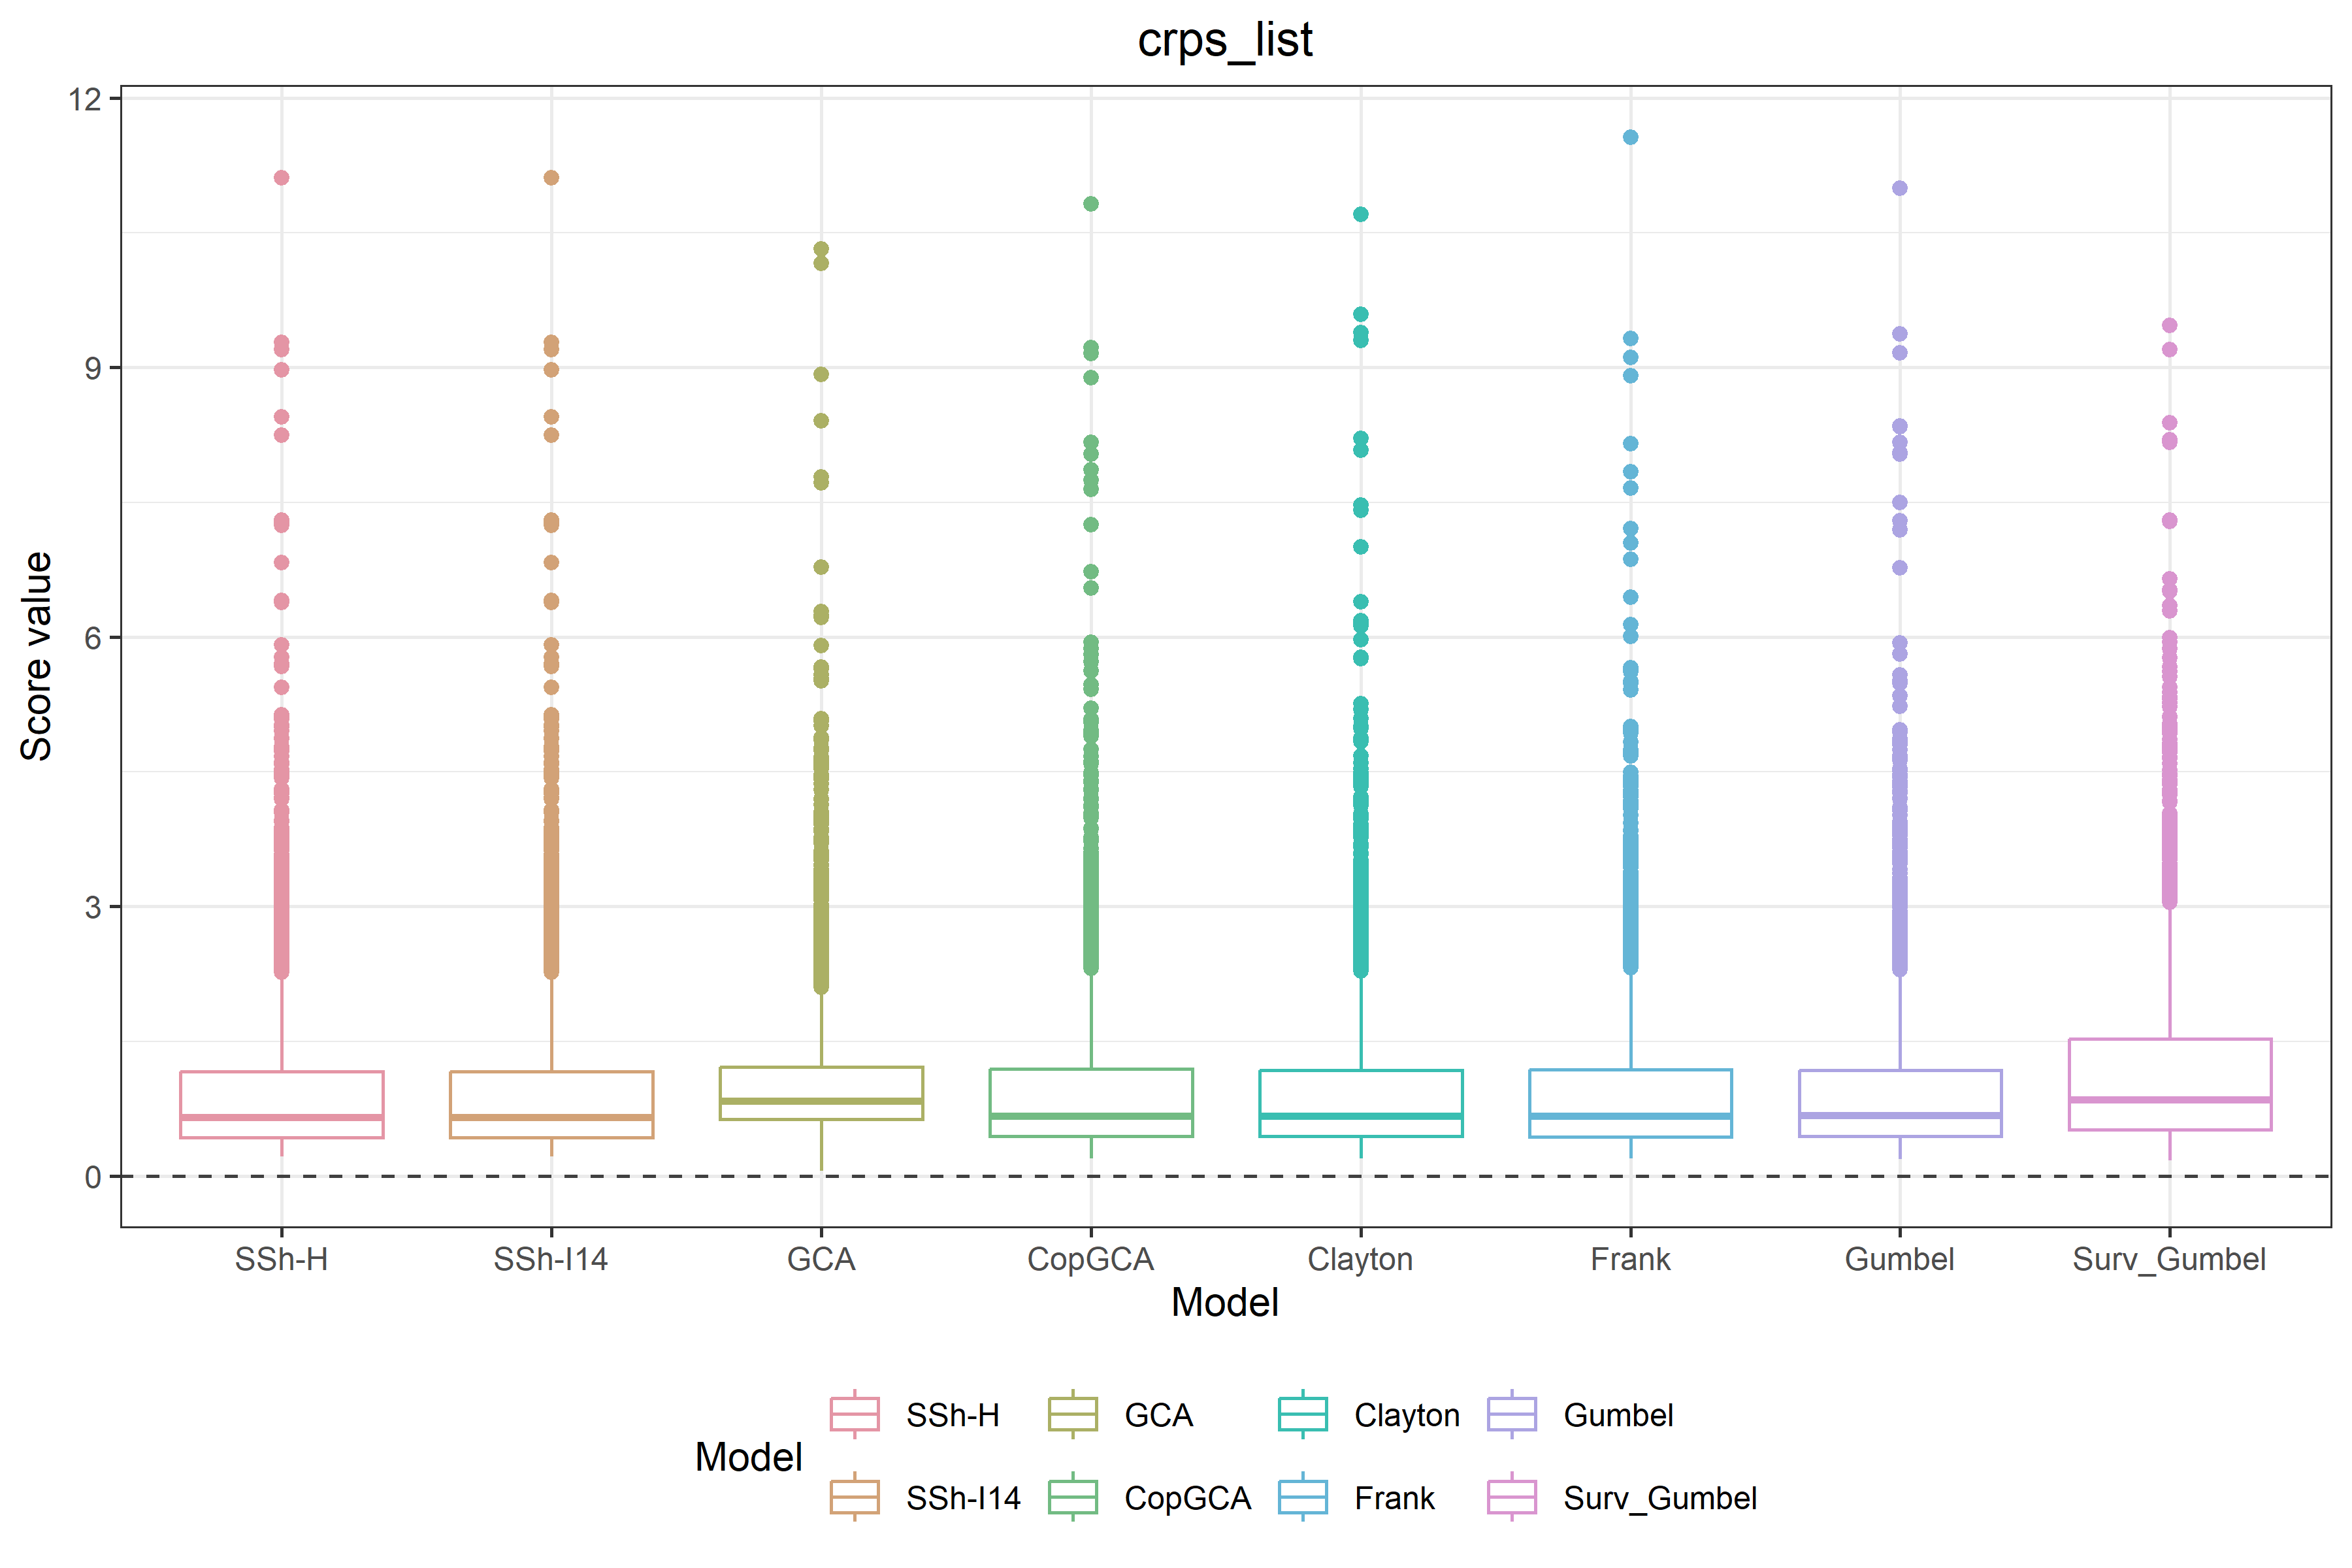 crps_list
12
9
6
3
0
Score value
SSh-H SSh-I14 GCA CopGCA Clayton Frank Gumbel Surv_Gumbel
Model
Model
SSh-H GCA Clayton Gumbel
SSh-I14 CopGCA Frank Surv_Gumbel